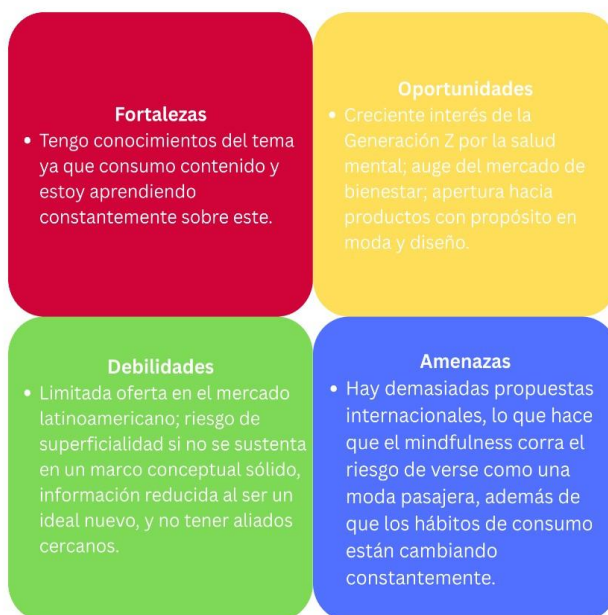 Fortalezas
• Tengo conocimientos del tema
ya que consumo contenido y
estoy aprendiendo
constantemente sobre este.
Oportunidades
• Creciente interés de la
Generación Z por la salud
mental; auge del mercado de
bienestar; apertura hacia
productos con propósito en
moda y diseño.
Debilidades
• Limitada oferta en el mercado
latinoamericano; riesgo de
superficialidad si no se sustenta
en un marco conceptual sólido,
información reducida al ser un
ideal nuevo, y no tener aliados
cercanos.
Amenazas
• Hay demasiadas propuestas
internacionales, lo que hace
que el mindfulness corra el
riesgo de verse como una
moda pasajera, además de
que los hábitos de consumo
están cambiando
constantemente.